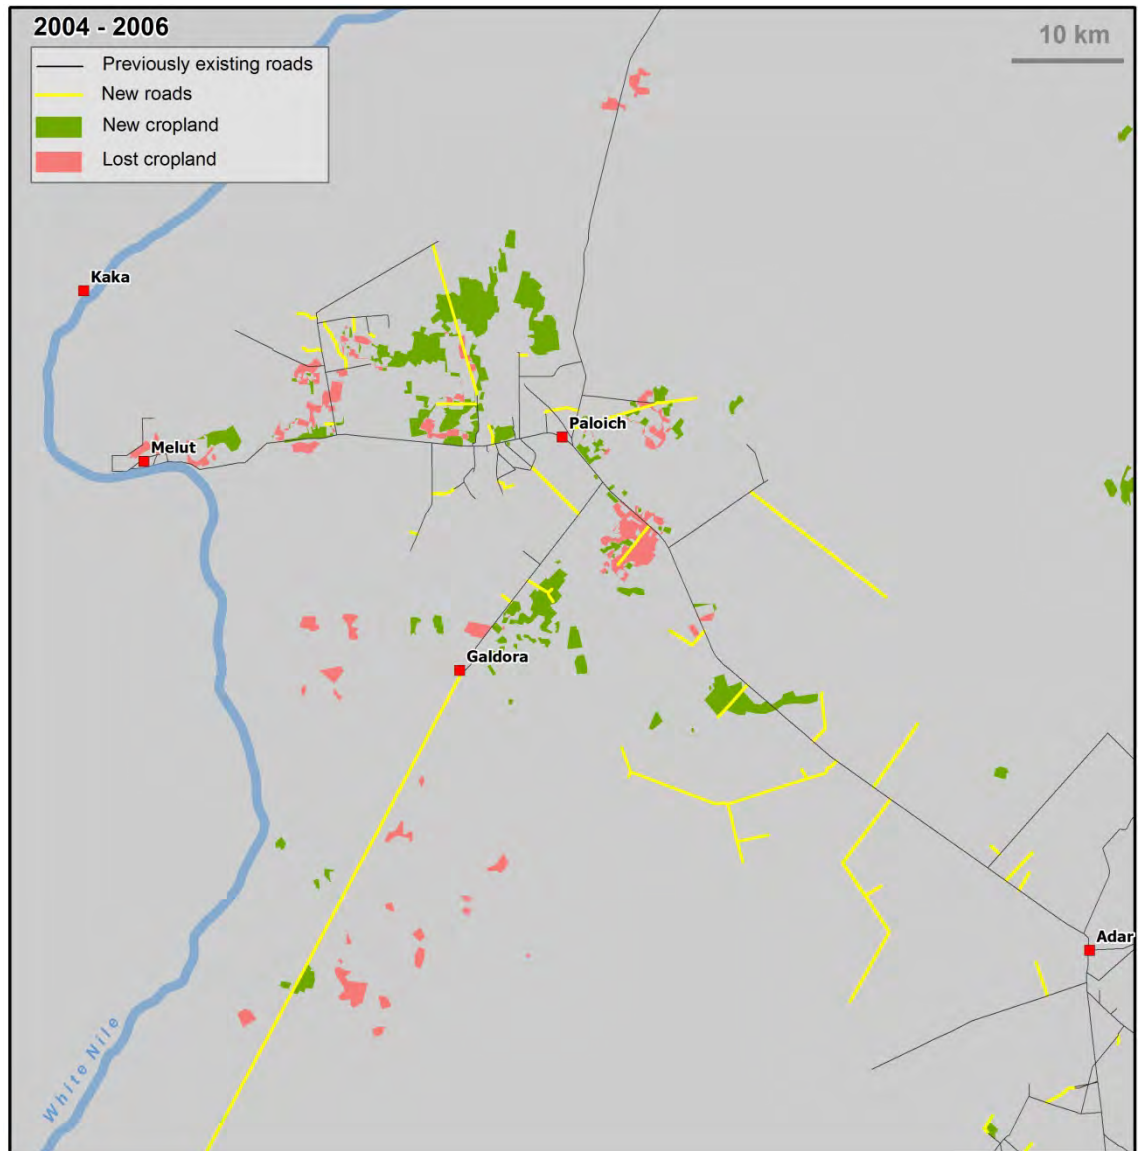 2004 - 2006
10 km
Previously existing roads
New roads
New cropland
Lost cropland
Kaka
Paloich
Melut
Galdora
Adar
White Nile